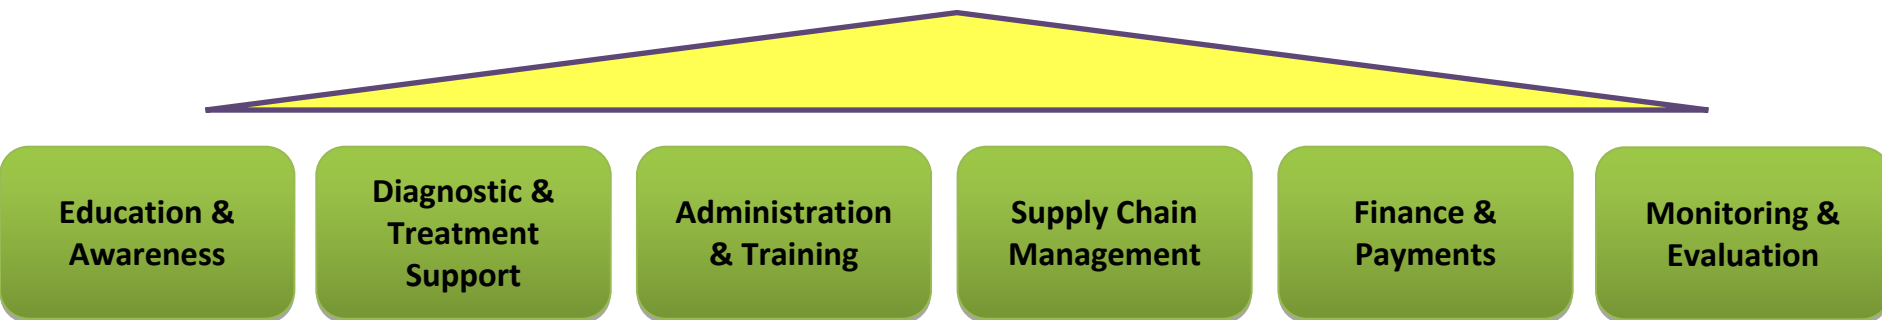 Education &
Awareness
Diagnostic &
Treatment
Support
Administration
& Training
Supply Chain
Management
Finance &
Payments
Monitoring &
Evaluation